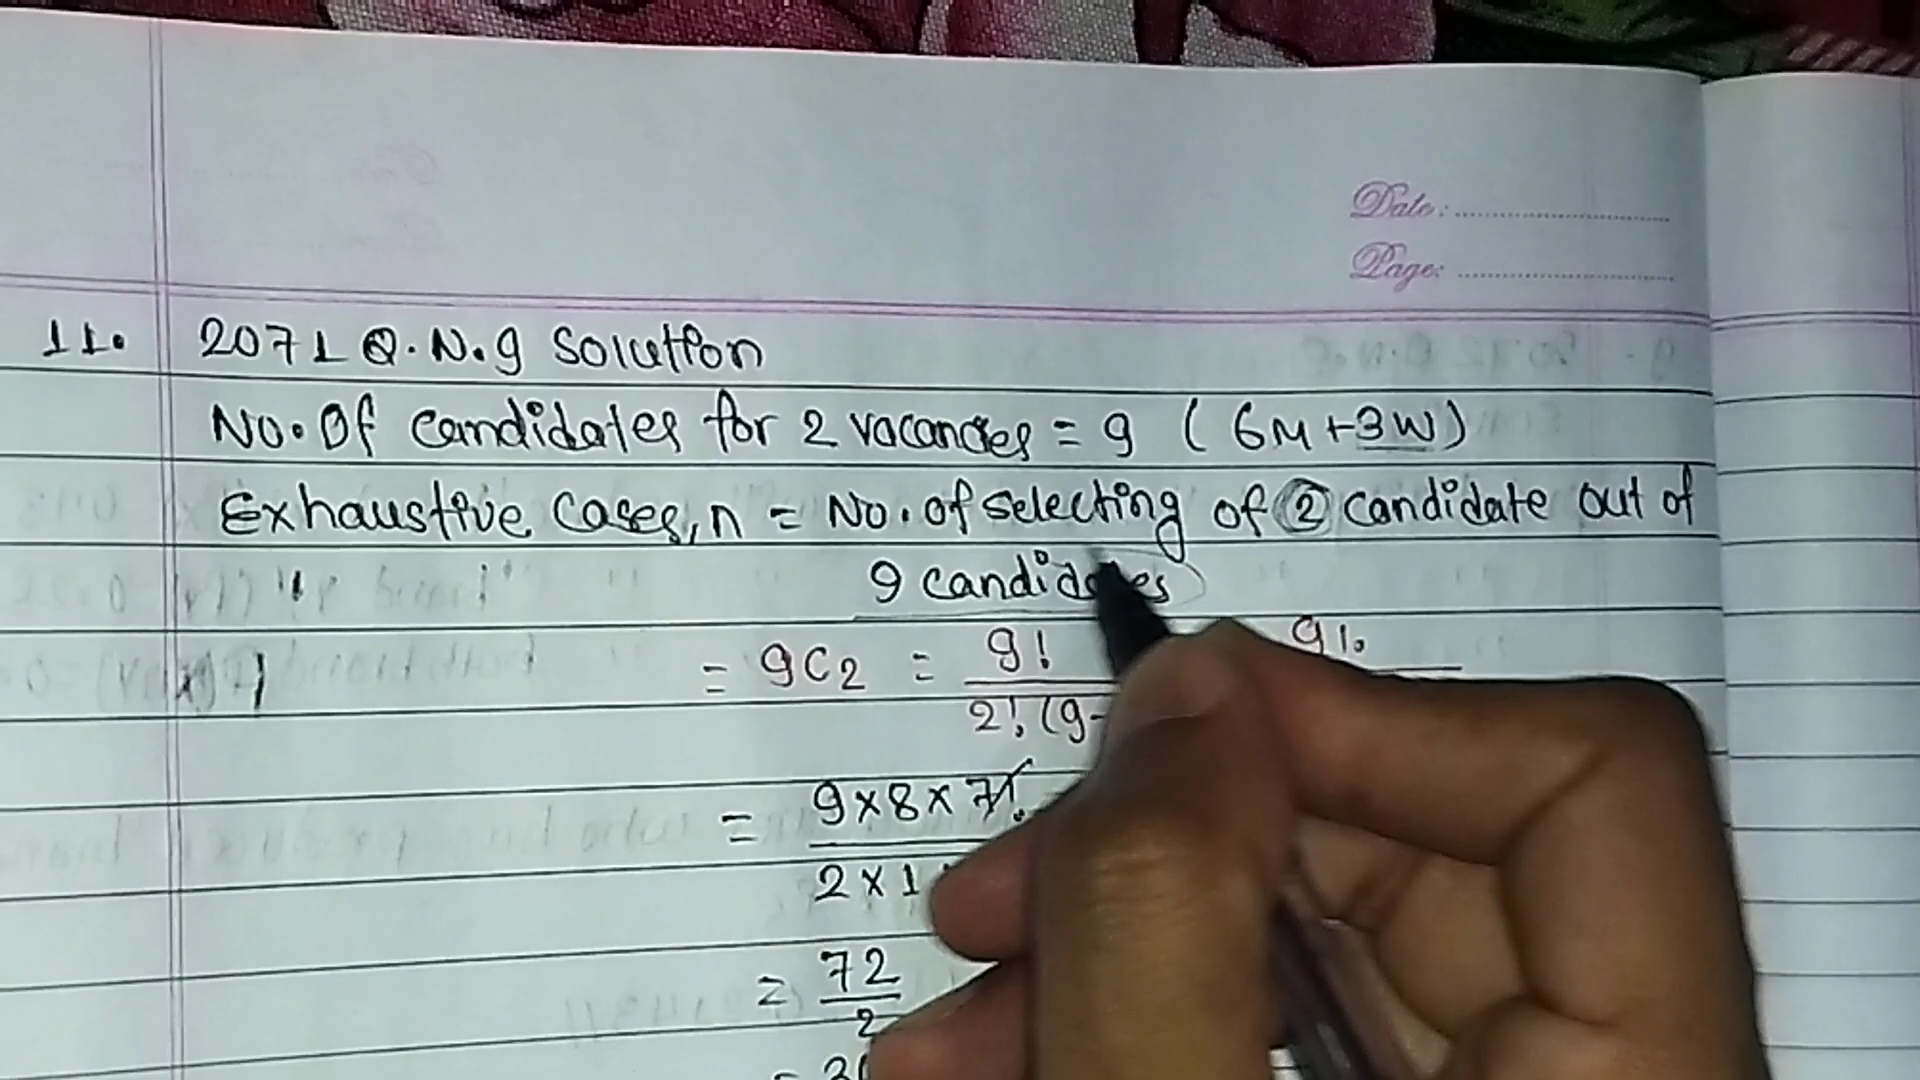 Date:
Page:
11. 2071 Q.N.9 Solution
No. Of candidates for 2 vacancies = 9 (6M+3W)
Exhaustive Cases, n = No. of selecting of 2 candidate out of
9 candidates
= 9C2 = 9! 9!
2! (9-
= 9×8×7!
2×1
= 72
2